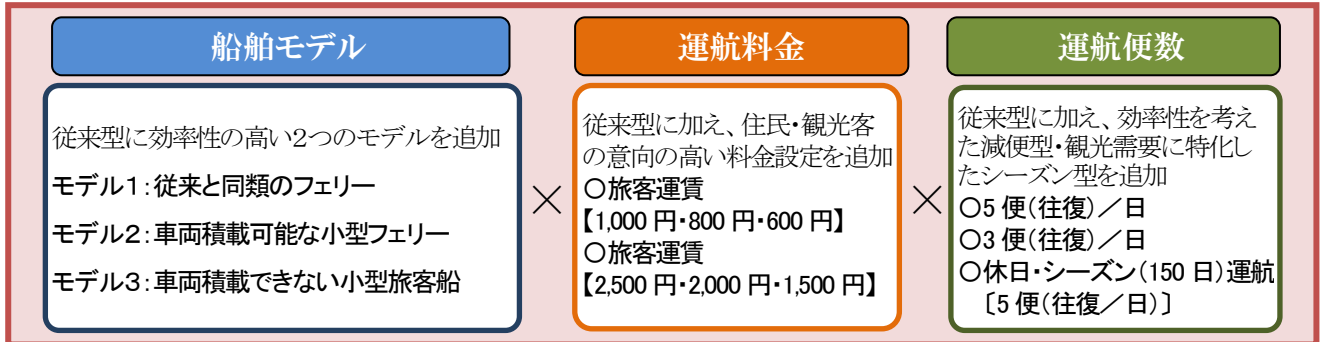 船舶モデル
従来型に効率性の高い2つのモデルを追加
モデル1:従来と同類のフェリー
モデル2:車両積載可能な小型フェリー
モデル3:車両積載できない小型旅客船
×
運航料金
従来型に加え、住民・観光客
の意向の高い料金設定を追加
○旅客運賃
【1,000円・800円・600円】
○旅客運賃
【2,500円・2,000円・1,500円】
×
運航便数
従来型に加え、効率性を考え
た減便型・観光需要に特化し
たシーズン型を追加
○5便(往復)/日
○3便(往復)/日
○休日・シーズン(150日)運航
〔5便(往復/日)〕